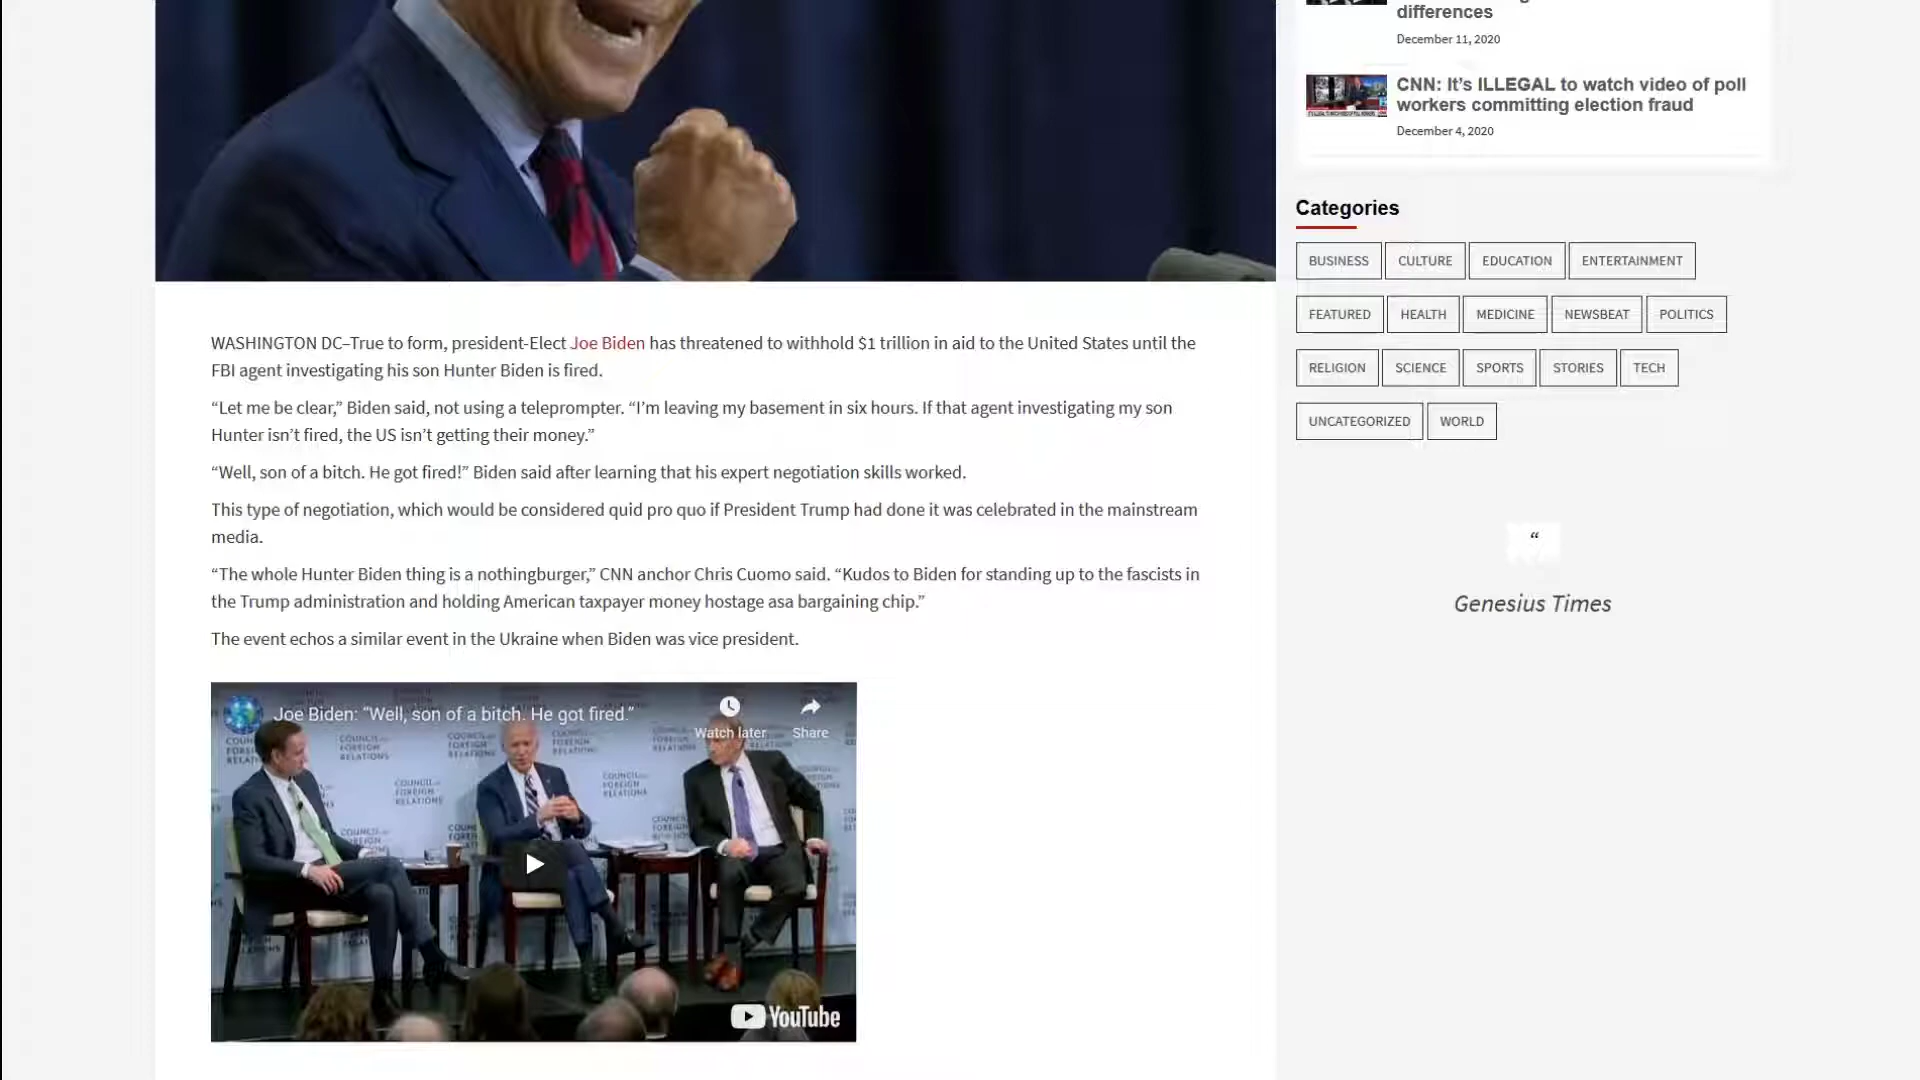 differences
December 11, 2020
CNN: It’s ILLEGAL to watch video of poll
workers committing election fraud
December 4, 2020
Categories
BUSINESS CULTURE EDUCATION ENTERTAINMENT
FEATURED HEALTH MEDICINE NEWSBEAT POLITICS
RELIGION SCIENCE SPORTS STORIES TECH
UNCATEGORIZED WORLD
“
Genesius Times
WASHINGTON DC–True to form, president-Elect Joe Biden has threatened to withhold $1 trillion in aid to the United States until the
FBI agent investigating his son Hunter Biden is fired.
“Let me be clear,” Biden said, not using a teleprompter. “I’m leaving my basement in six hours. If that agent investigating my son
Hunter isn’t fired, the US isn’t getting their money.”
“Well, son of a bitch. He got fired!” Biden said after learning that his expert negotiation skills worked.
This type of negotiation, which would be considered quid pro quo if President Trump had done it was celebrated in the mainstream
media.
“The whole Hunter Biden thing is a nothingburger,” CNN anchor Chris Cuomo said. “Kudos to Biden for standing up to the fascists in
the Trump administration and holding American taxpayer money hostage asa bargaining chip.”
The event echos a similar event in the Ukraine when Biden was vice president.
Joe Biden: “Well, son of a bitch. He got fired.”
Watch later Share
COUNCIL on
FOREIGN
RELATIONS
YouTube